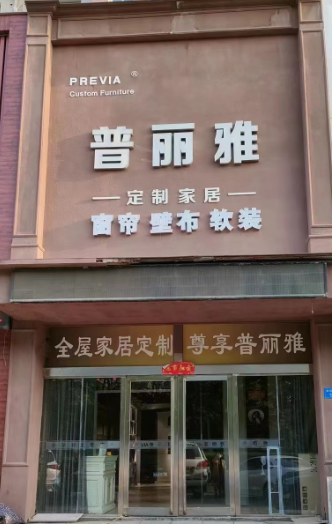 PREVIA ®
Custom Furniture
普丽雅
定制家居
窗帘 壁布 软装
全屋家居定制 尊享普丽雅